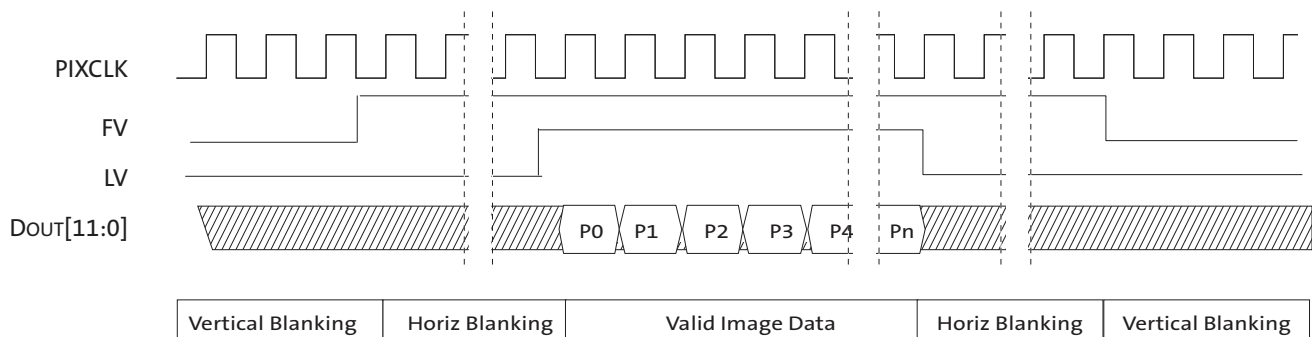 PIXCLK
FV
LV
DOUT[11:0]
P0 P1 P2 P3 P4 Pn
Vertical Blanking Horiz Blanking Valid Image Data Horiz Blanking Vertical Blanking